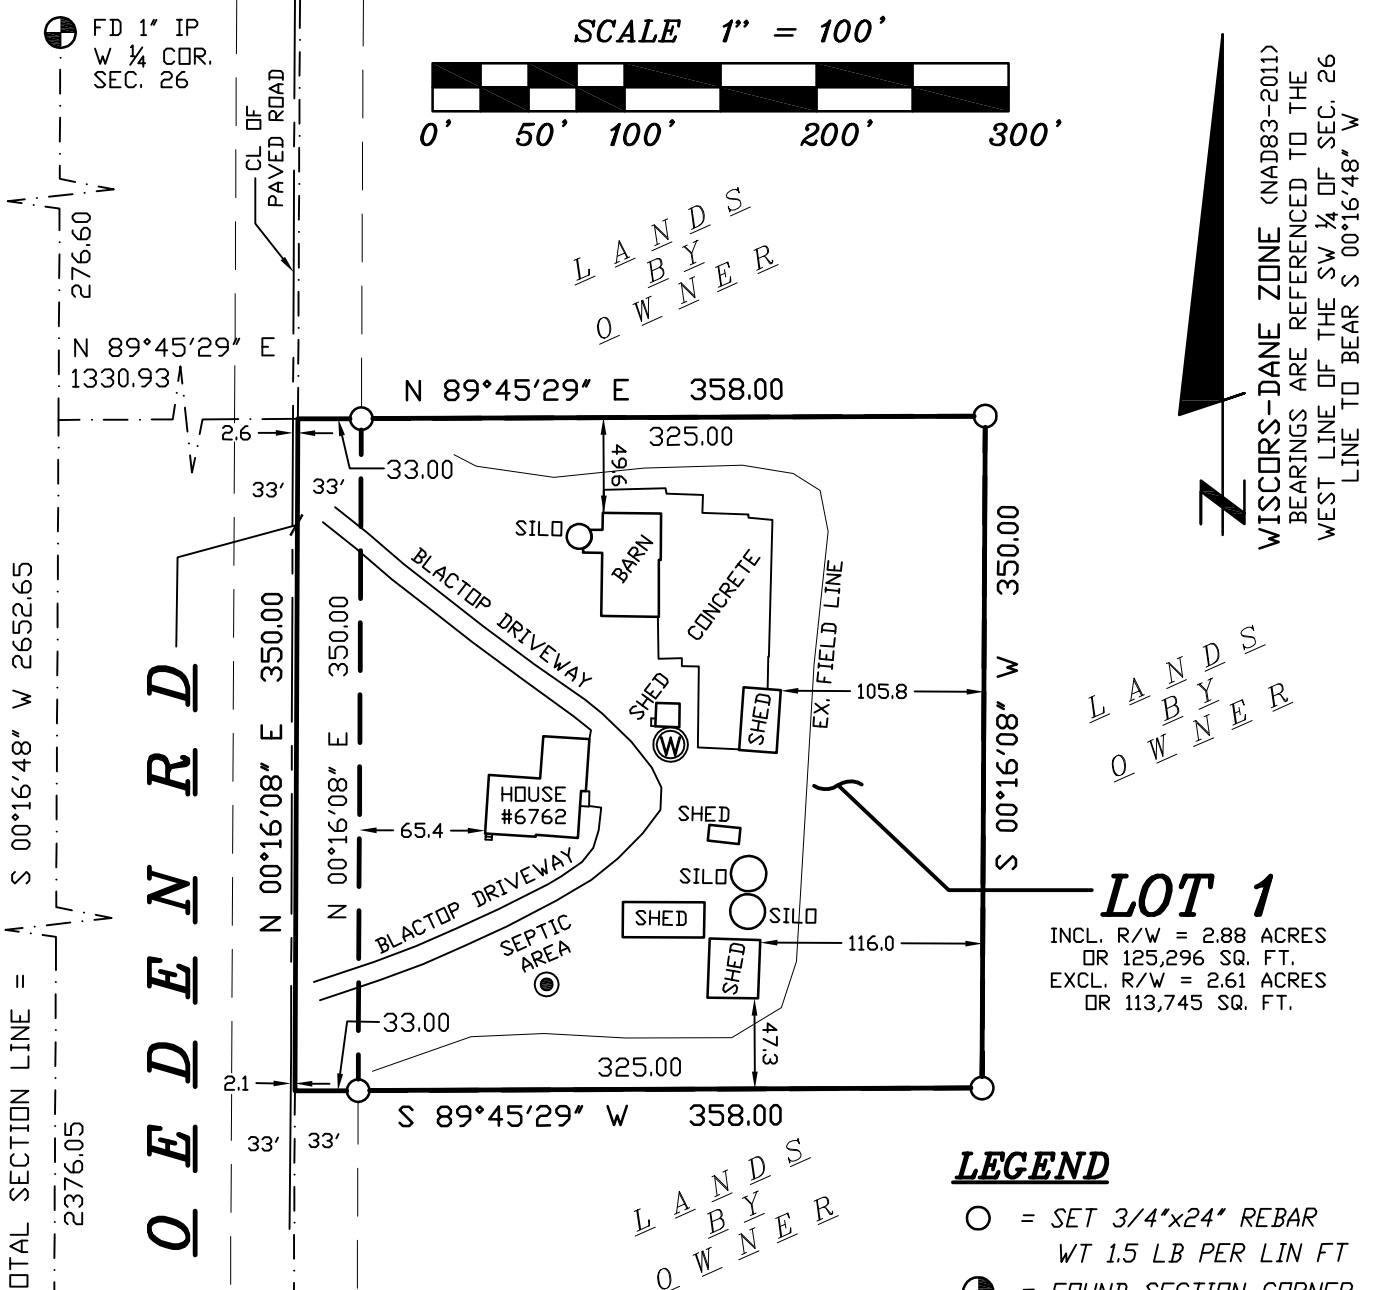 FD 1" IP
W ¼ COR.
SEC. 26
SCALE 1" = 100'
0' 50' 100' 200' 300'
CL OF
PAVED ROAD
276.60
N 89°45'29" E
1330.93
LANDS
BY
OWNER
WISCORS-DANE ZONE (NAD83-2011)
BEARINGS ARE REFERENCED TO THE
WEST LINE OF THE SW ¼ OF SEC. 26
LINE TO BEAR S 00°16'48" W
N 89°45'29" E 358.00
325.00
2.6
33.00
33' 33'
49.6
SILO
BARN
CONCRETE
BLACTOP DRIVEWAY
EX. FIELD LINE
N 00°16'08" E 350.00
N 00°16'08" E 350.00
S 00°16'08" W 350.00
OEDEN RD
SHED
W
SHED
105.8
HOUSE
#6762
65.4
LANDS
BY
OWNER
SHED
SILO
SILO
SHED
SHED
116.0
BLACTOP DRIVEWAY
SEPTIC
AREA
LOT 1
INCL. R/W = 2.88 ACRES
OR 125,296 SQ. FT.
EXCL. R/W = 2.61 ACRES
OR 113,745 SQ. FT.
33.00
47.3
325.00
2.1
S 89°45'29" W 358.00
33' 33'
OTAL SECTION LINE = S 00°16'48" W 2652.65
2376.05
LANDS
BY
OWNER
LEGEND
= SET 3/4"x24" REBAR
WT 1.5 LB PER LIN FT
= FOUND SECTION CORNER